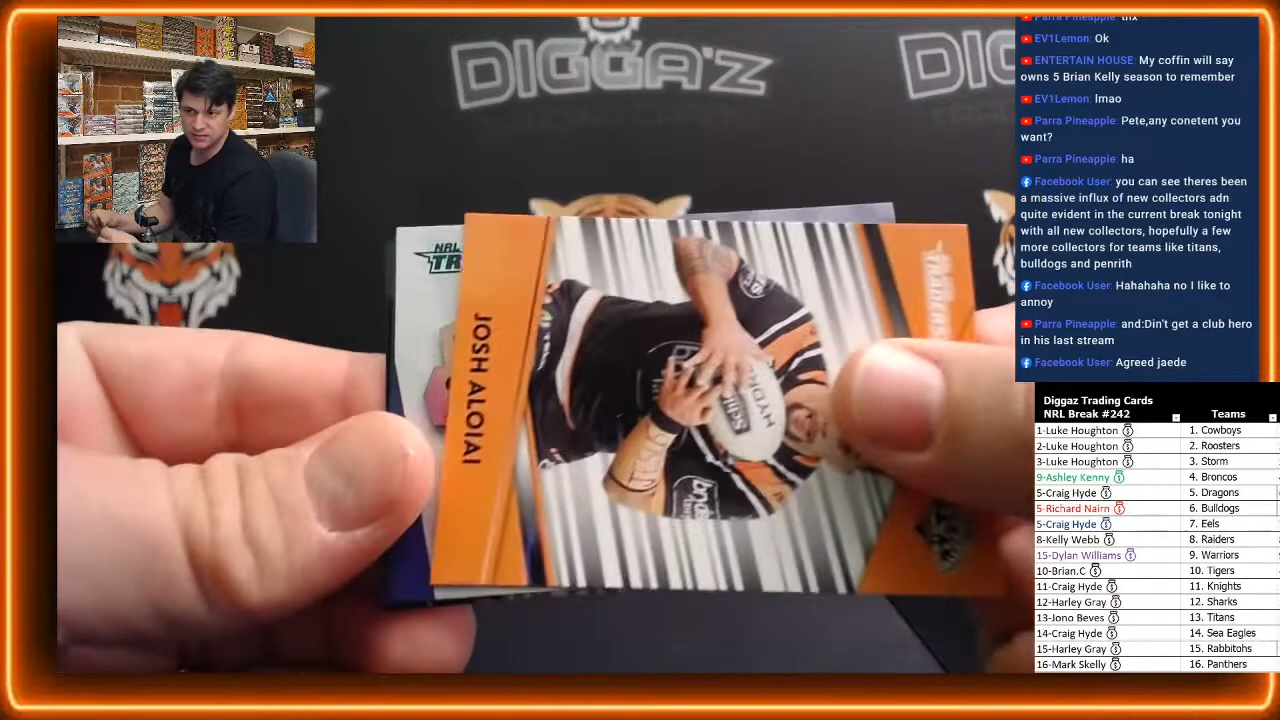 DIGGA'Z
DIGG
NRL
TR
TRADERS
JOSH ALOIAI
HYDR
Parra Pineapple thx
EV1Lemon: Ok
ENTERTAIN HOUSE: My coffin will say
owns 5 Brian Kelly season to remember
EV1Lemon: lmao
Parra Pineapple: Pete,any conetent you
want?
Parra Pineapple: ha
Facebook User: you can see theres been
a massive influx of new collectors adn
quite evident in the current break tonight
with all new collectors, hopefully a few
more collectors for teams like titans,
bulldogs and penrith
Facebook User: Hahahaha no I like to
annoy
Parra Pineapple: and:Din't get a club hero
in his last stream
Facebook User: Agreed jaede
Diggaz Trading Cards
NRL Break #242 Teams
1-Luke Houghton 1. Cowboys
2-Luke Houghton 2. Roosters
3-Luke Houghton 3. Storm
9-Ashley Kenny 4. Broncos
5-Craig Hyde 5. Dragons
5-Richard Nairn 6. Bulldogs
5-Craig Hyde 7. Eels
8-Kelly Webb 8. Raiders
15-Dylan Williams 9. Warriors
10-Brian.C 10. Tigers
11-Craig Hyde 11. Knights
12-Harley Gray 12. Sharks
13-Jono Beves 13. Titans
14-Craig Hyde 14. Sea Eagles
15-Harley Gray 15. Rabbitohs
16-Mark Skelly 16. Panthers